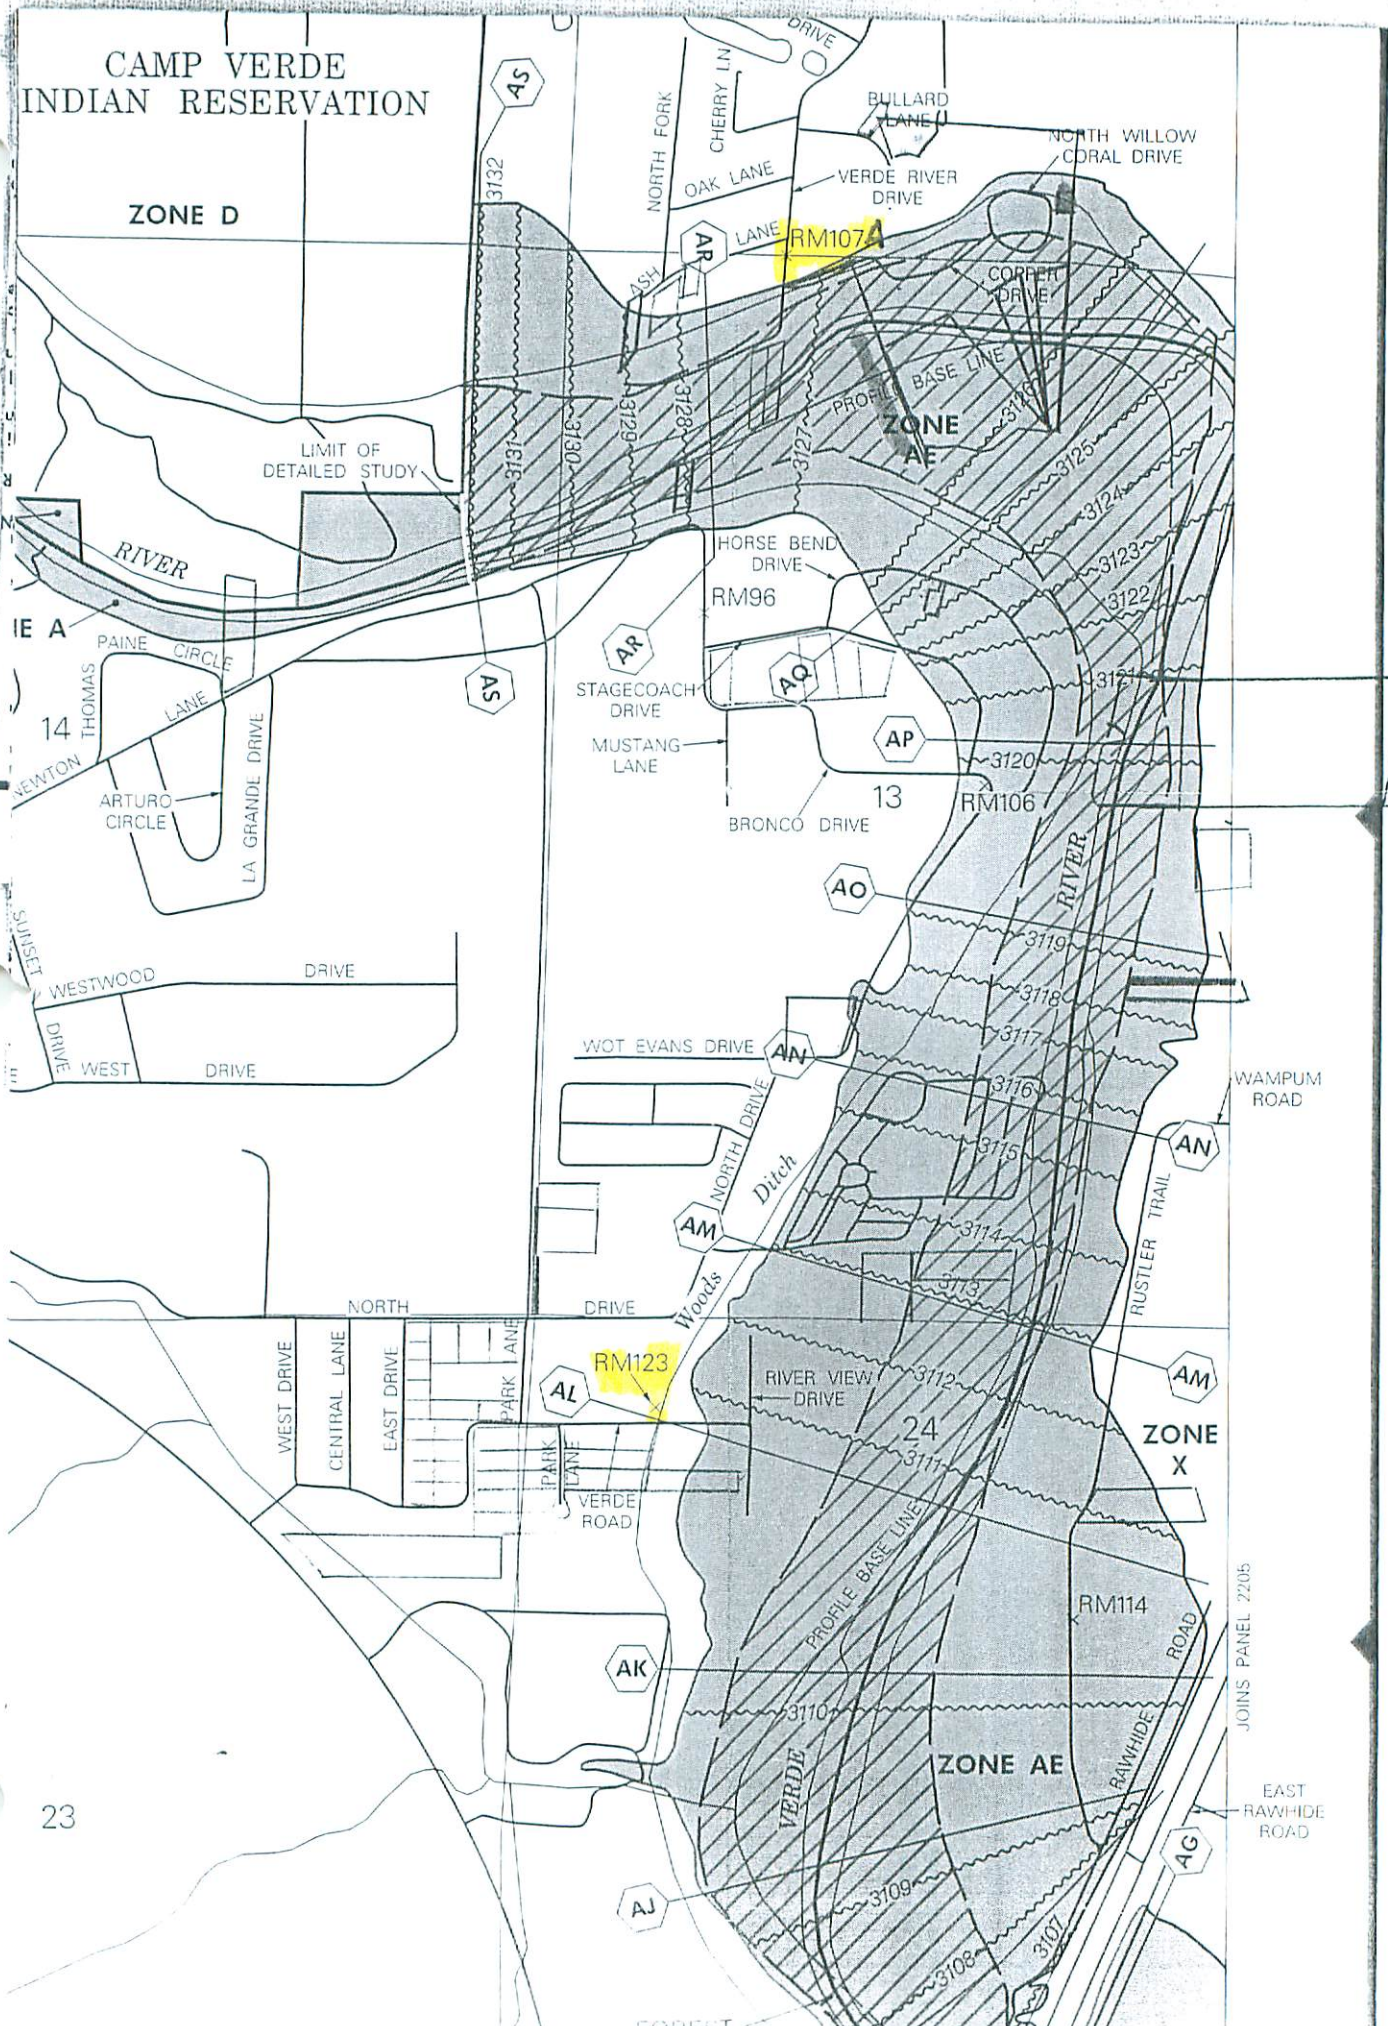 CAMP VERDE
INDIAN RESERVATION
ZONE D
AS
3132
NORTH FORK
CHERRY LN
DRIVE
BULLARD
LANE
NORTH WILLOW
CORAL DRIVE
OAK LANE
VERDE RIVER
DRIVE
AR
LANE
RM107A
ASH
COPPER
DRIVE
PROFILE BASE LINE
3126
ZONE
AE
3131
3130
3129
3128
3127
3125
3124
3123
3122
3121
LIMIT OF
DETAILED STUDY
RIVER
HORSE BEND
DRIVE
RM96
IE A
PAINE CIRCLE
THOMAS
14
NEWTON LANE
AS
AR
AQ
STAGECOACH
DRIVE
MUSTANG
LANE
AP
3120
ARTURO
CIRCLE
LA GRANDE DRIVE
BRONCO DRIVE
13
RM106
RIVER
AO
3119
SUNSET
DRIVE
WESTWOOD DRIVE
3118
WEST DRIVE
WOT EVANS DRIVE
AN
3117
3116
WAMPUM
ROAD
NORTH DRIVE
Woods Ditch
3115
AN
AM
3114
RUSTLER TRAIL
3113
NORTH DRIVE
WEST DRIVE
CENTRAL LANE
EAST DRIVE
PARK LANE
RM123
AL
RIVER VIEW
DRIVE
3112
AM
24
ZONE
X
3111
PARK
LANE
VERDE
ROAD
PROFILE BASE LINE
RM114
JOINS PANEL 2205
AK
3110
RAWHIDE ROAD
VERDE
ZONE AE
23
EAST
RAWHIDE
ROAD
AG
AJ
3109
3108
3107
FOREST